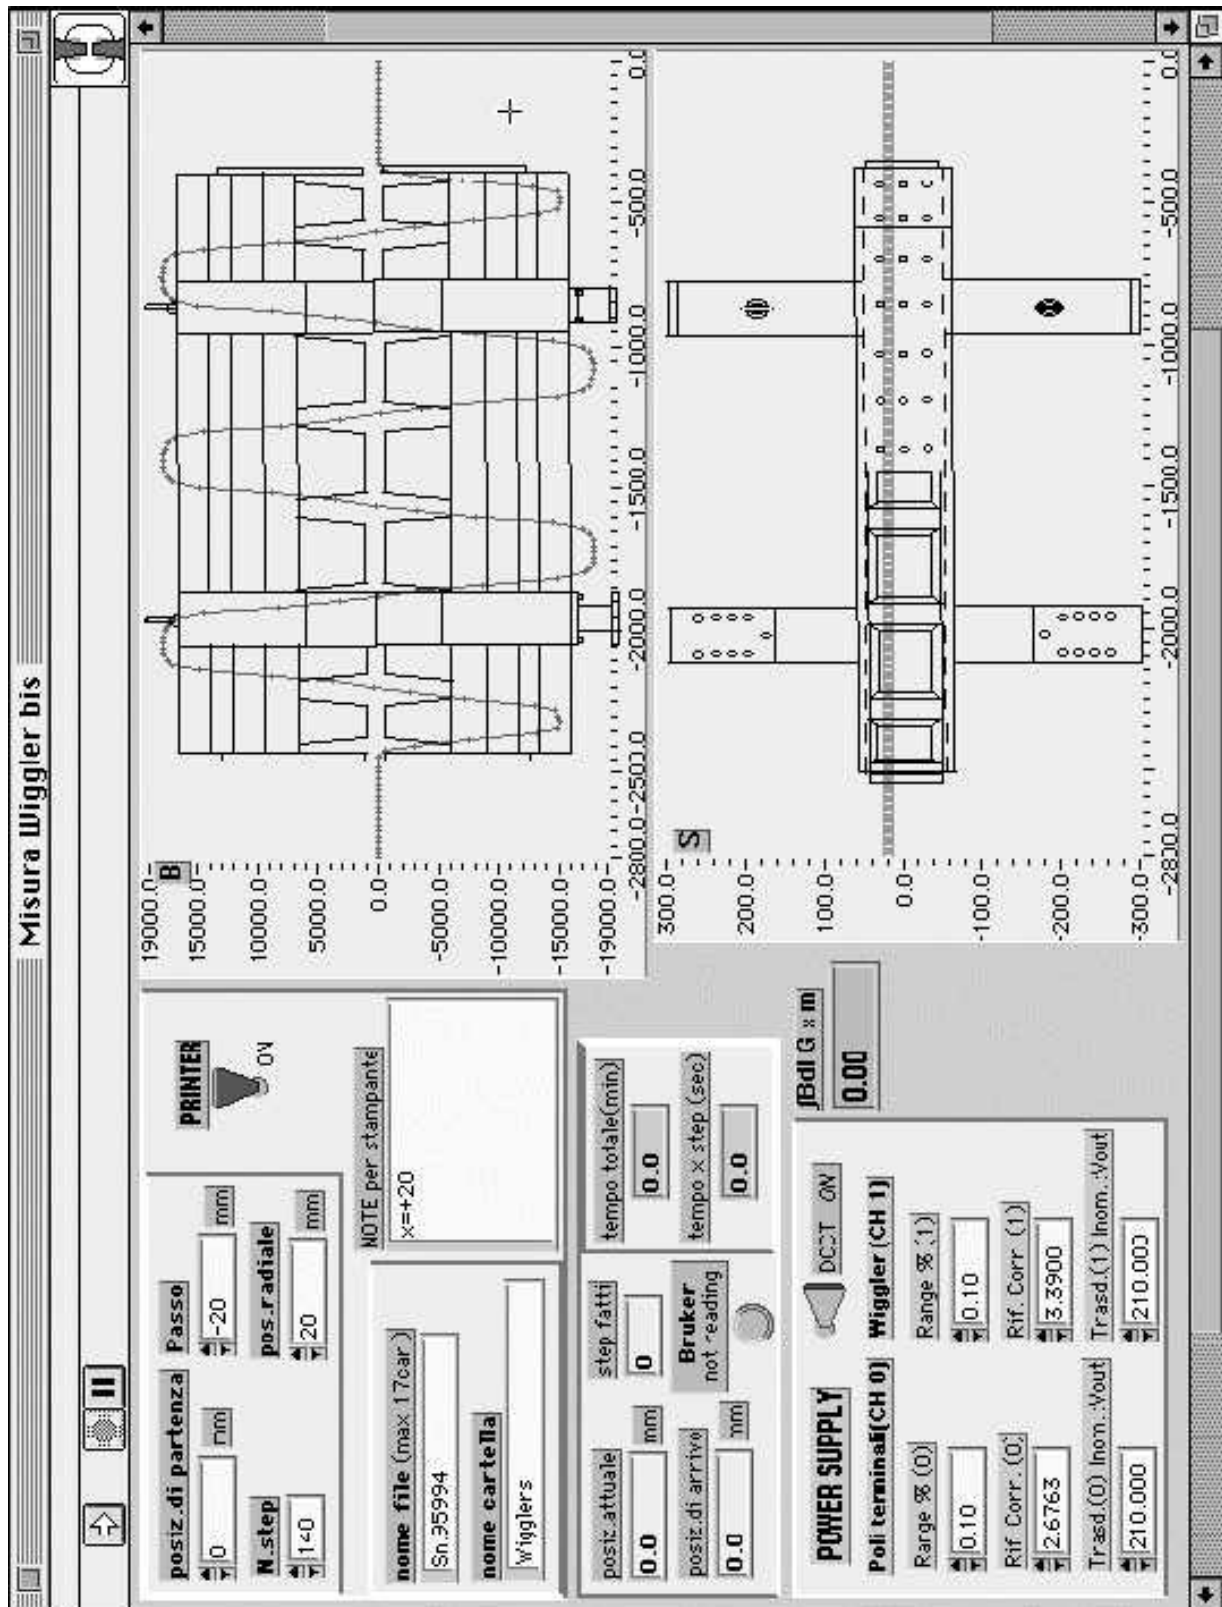 Misura Wiggler bis
posiz.di partenza
0
mm
Passo
-20
mm
N.step
140
pos.radiale
20
mm
PRINTER
ON
nome file (max 17car)
Sn.95994
nome cartella
Wigglers
NOTE per stampante
x=+20
posiz.attuale
0.0
mm
step fatti
0
tempo totale(min)
0.0
posiz.di arrivo
0.0
mm
Bruker
not reading
tempo x step (sec)
0.0
POWER SUPPLY
DCCT ON
∫Bdl G x m
0.00
Poli terminali(CH 0)
Wiggler(CH 1)
Range % (0)
0.10
Range % (1)
0.10
Rif. Corr. (0)
2.6763
Rif. Corr (1)
3.3900
Trasd.(0) Inom.:Vout
210.000
Trasd.(1) Inom.:Vout
210.000
B
19000.0
15000.0
10000.0
5000.0
0.0
-5000.0
-10000.0
-15000.0
-19000.0
-2800.0
-2500.0
-2000.0
-1500.0
-1000.0
-500.0
0.0
S
300.0
200.0
100.0
0.0
-100.0
-200.0
-300.0
-2800.0
-2500.0
-2000.0
-1500.0
-1000.0
-500.0
0.0